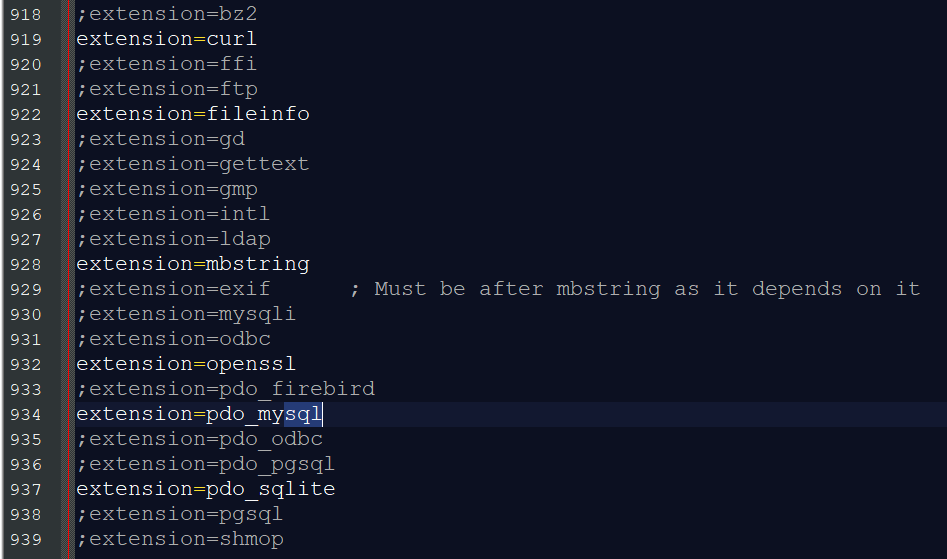 918 ;extension=bz2
919 extension=curl
920 ;extension=ffi
921 ;extension=ftp
922 extension=fileinfo
923 ;extension=gd
924 ;extension=gettext
925 ;extension=gmp
926 ;extension=intl
927 ;extension=ldap
928 extension=mbstring
929 ;extension=exif      ; Must be after mbstring as it depends on it
930 ;extension=mysqli
931 ;extension=odbc
932 extension=openssl
933 ;extension=pdo_firebird
934 extension=pdo_mysql
935 ;extension=pdo_odbc
936 ;extension=pdo_pgsql
937 extension=pdo_sqlite
938 ;extension=pgsql
939 ;extension=shmop